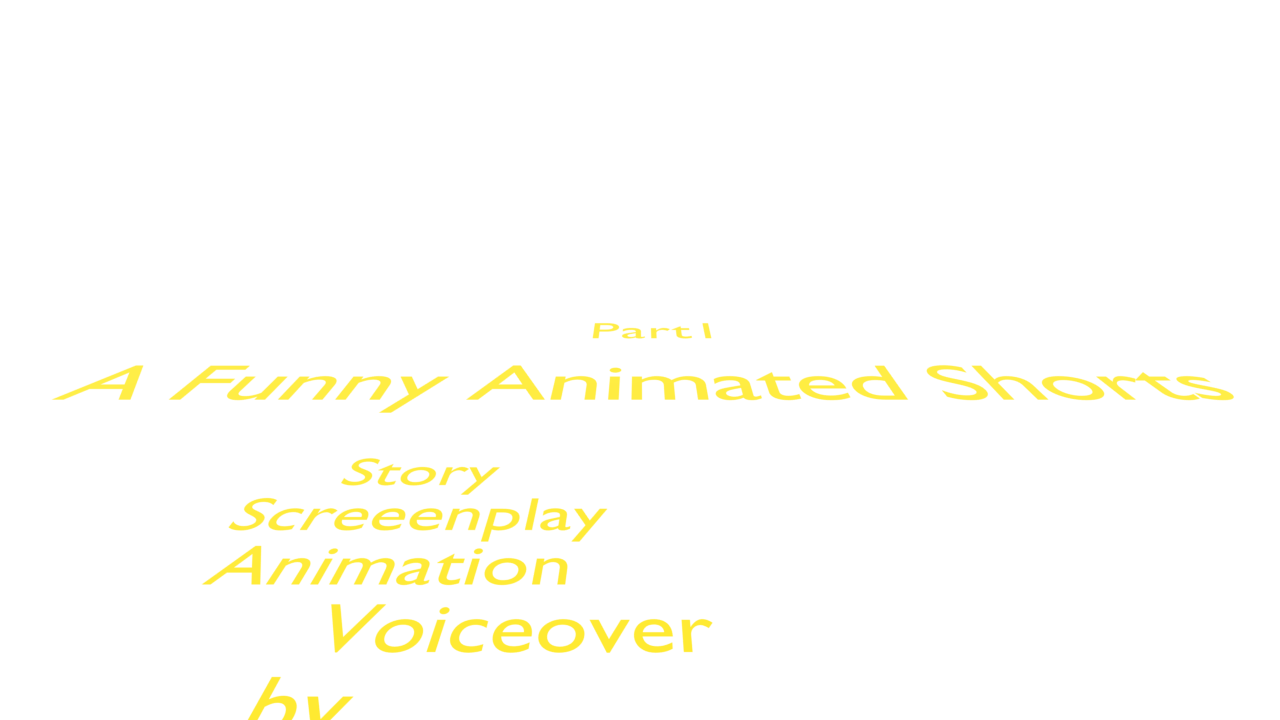 Part I
A Funny Animated Shorts
Story
Screeenplay
Animation
Voiceover
by